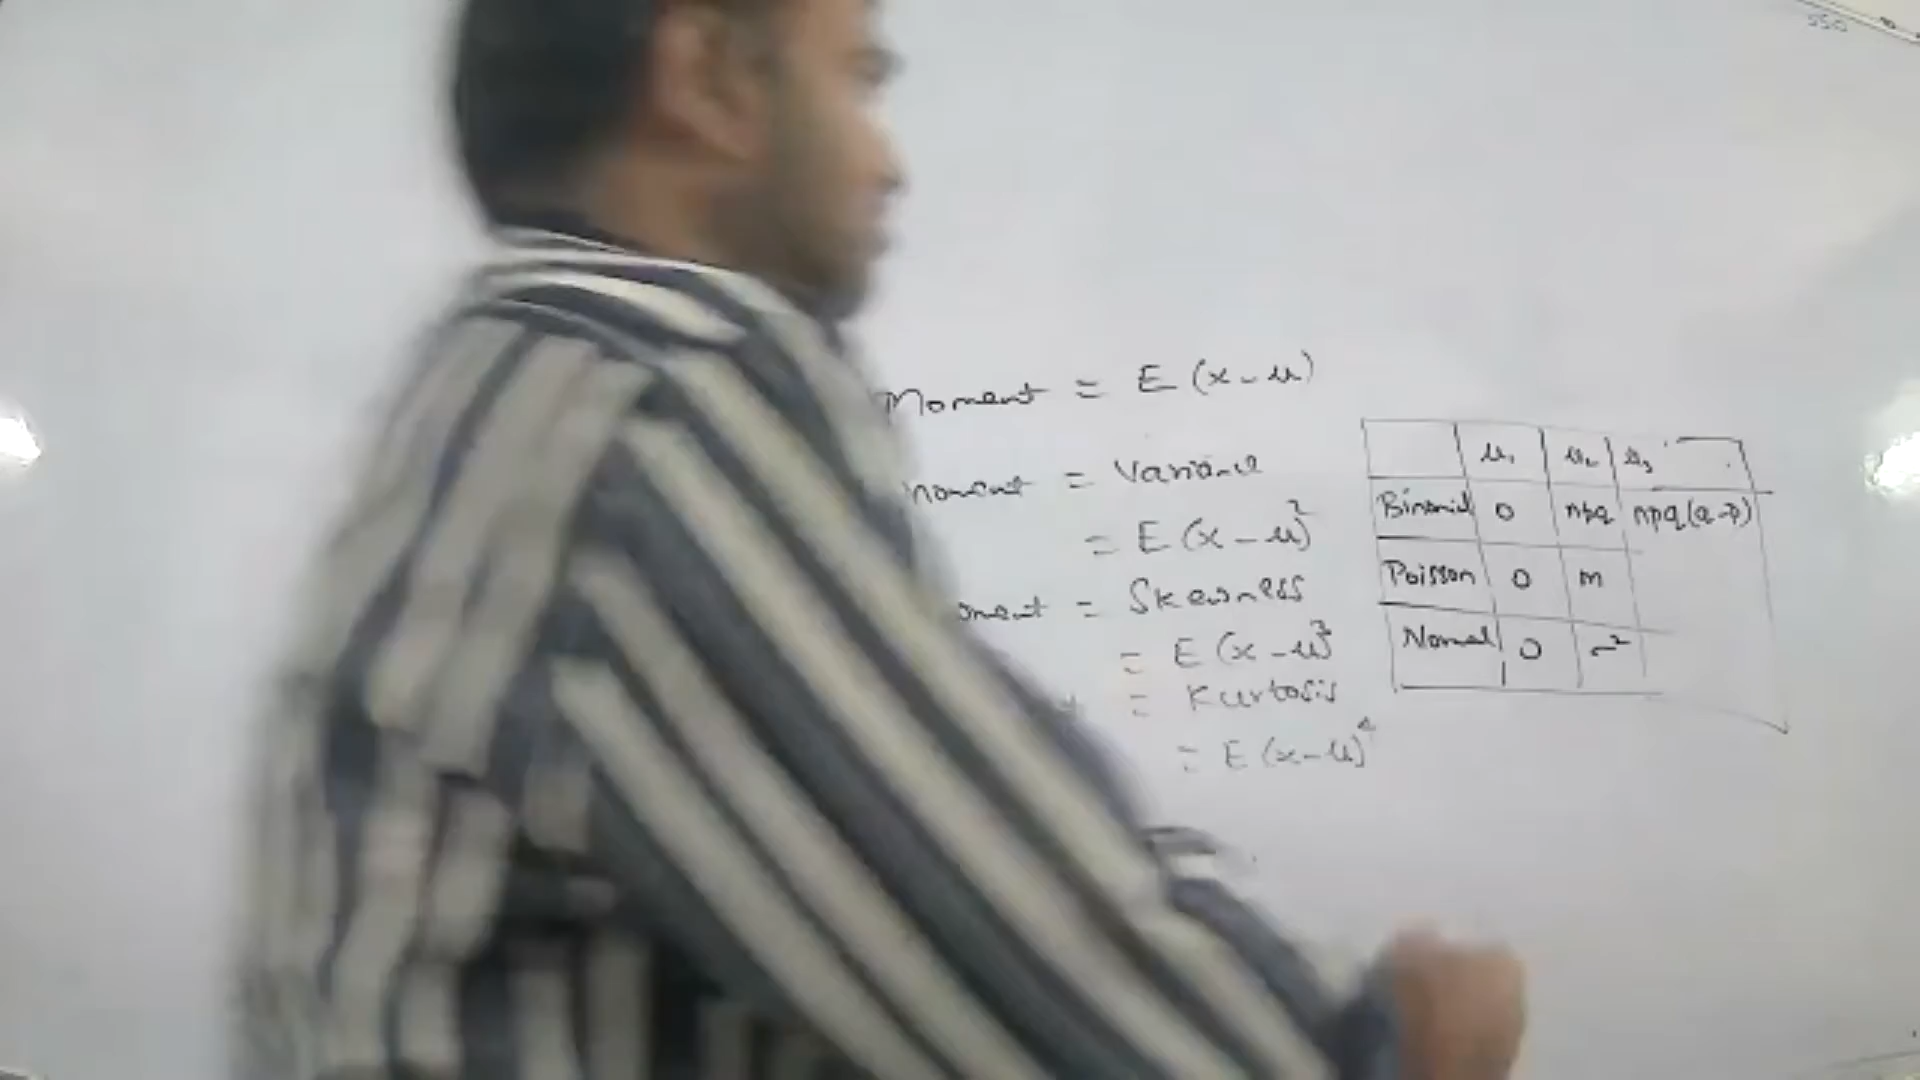 550
Moment = E (x - μ)
moment = Variance
= E (x - μ)²
= Skewness
= E (x - μ)³
= Kurtosis
= E (x - μ)⁴
μ₁ μ₂ μ₃
Binomial 0 npq npq(q-p)
Poisson 0 m
Normal 0 σ²